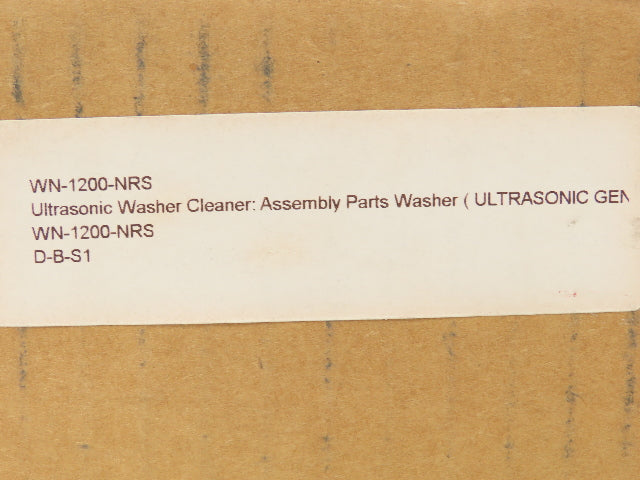 WN-1200-NRS
Ultrasonic Washer Cleaner: Assembly Parts Washer ( ULTRASONIC GEN
WN-1200-NRS
D-B-S1